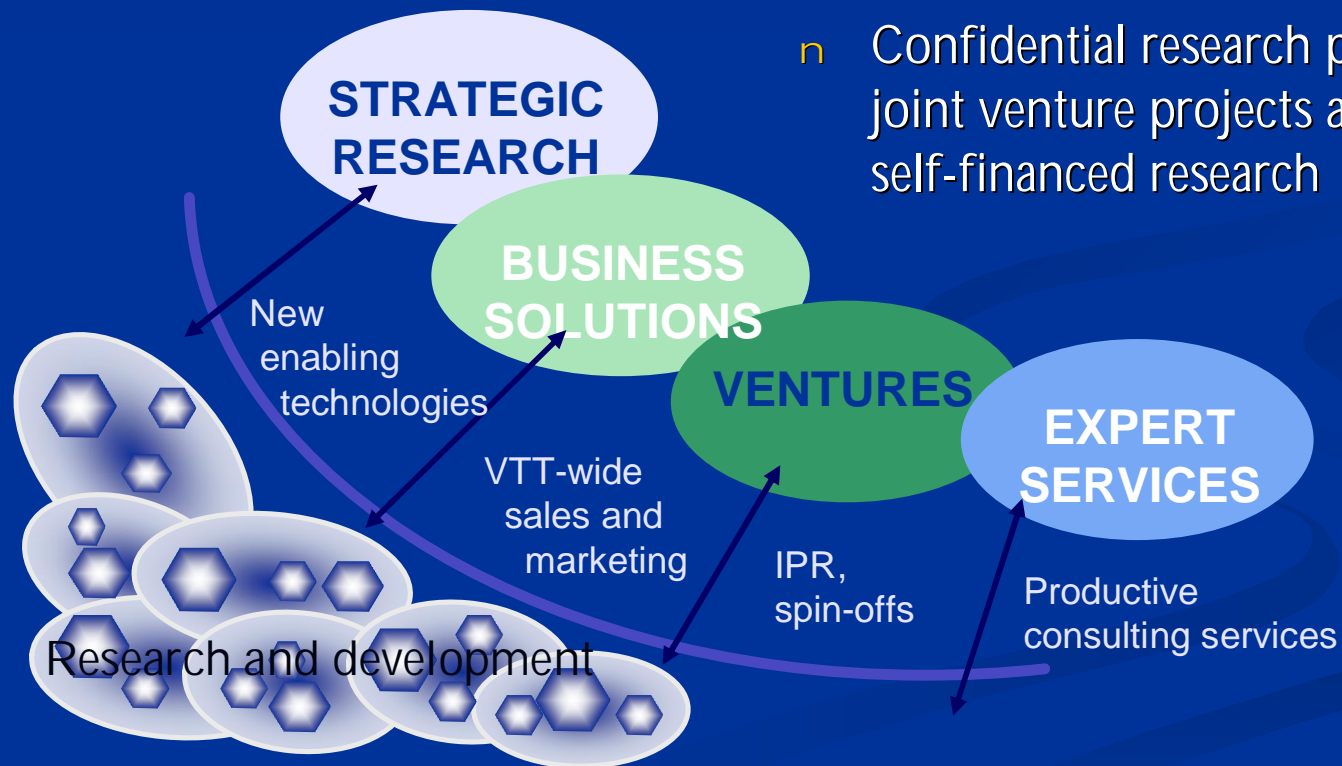 n Confidential research p
joint venture projects a
self-financed research
STRATEGIC
RESEARCH
BUSINESS
SOLUTIONS
VENTURES
EXPERT
SERVICES
New
enabling
technologies
VTT-wide
sales and
marketing
IPR,
spin-offs
Productive
consulting services
Research and development